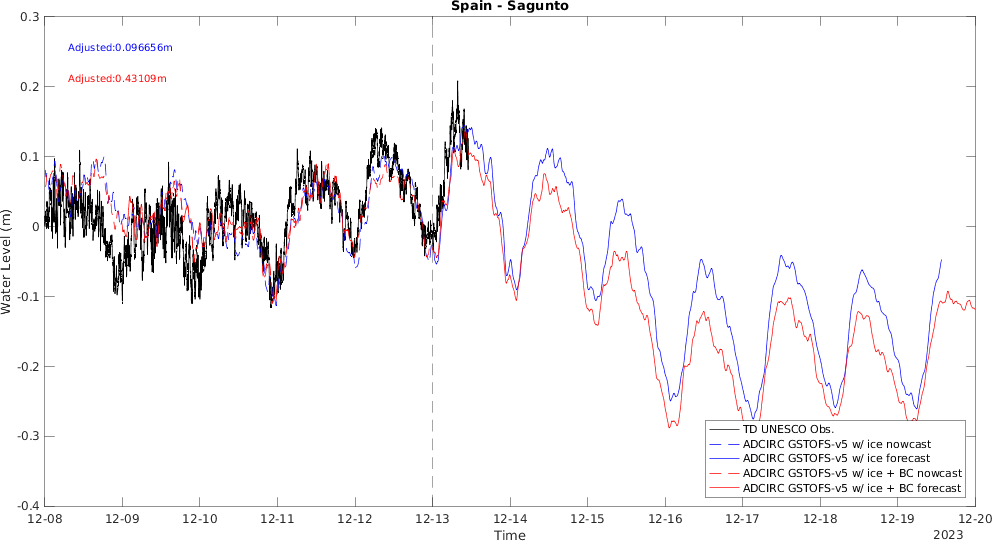 Spain - Sagunto
Adjusted:0.096656m
Adjusted:0.43109m
Water Level (m)
0.3
0.2
0.1
0
-0.1
-0.2
-0.3
-0.4
TD UNESCO Obs.
ADCIRC GSTOFS-v5 w/ ice nowcast
ADCIRC GSTOFS-v5 w/ ice forecast
ADCIRC GSTOFS-v5 w/ ice + BC nowcast
ADCIRC GSTOFS-v5 w/ ice + BC forecast
12-08 12-09 12-10 12-11 12-12 12-13 12-14 12-15 12-16 12-17 12-18 12-19 12-20
Time
2023